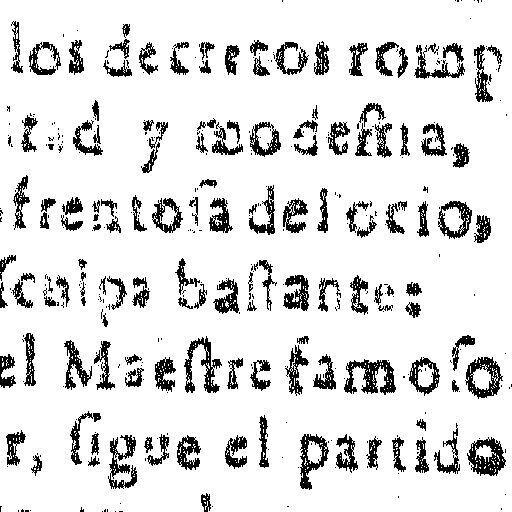 los decretos romp
itad y modeſtia,
frentoſa del ocio,
ſculpa baſtante:
el Maeſtre famoſo
r, ſigue el partido